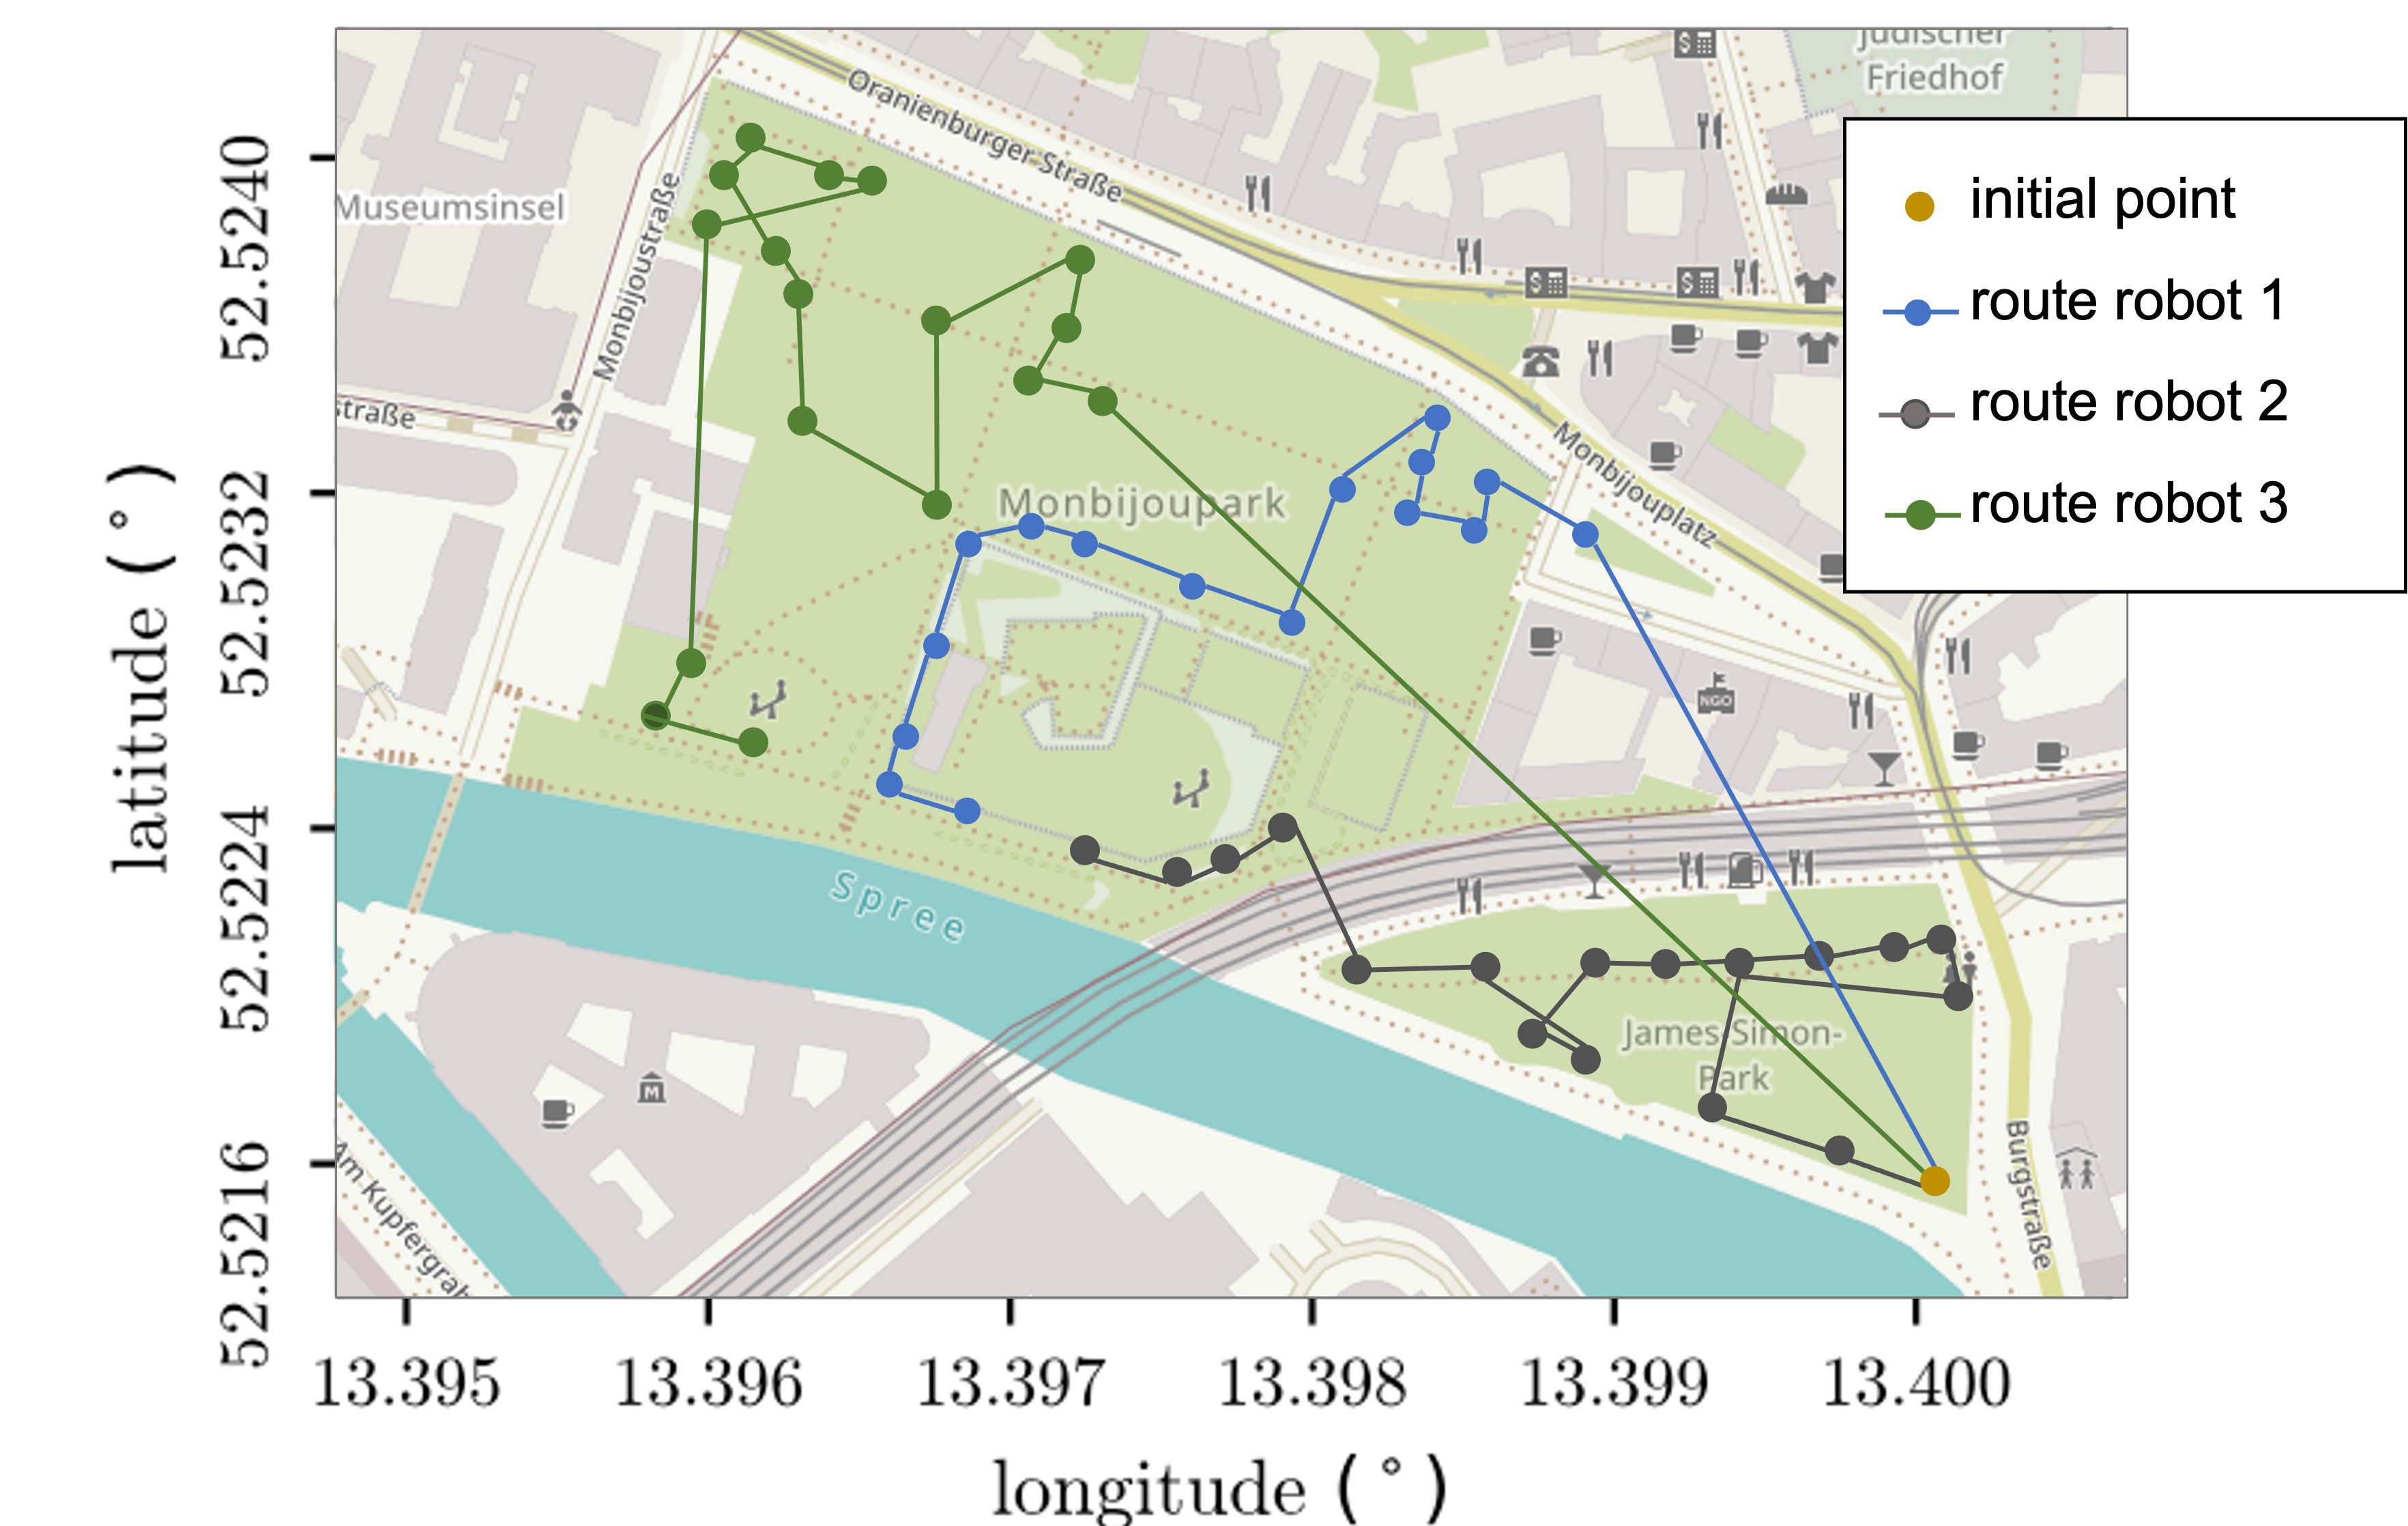 Jüdischer
Friedhof
Oranienburger Straße
Museumsinsel
Monbijoustraße
straße
Monbijoupark
Monbijouplatz
NGO
Spree
James-Simon-
Park
M
Am Kupfergrab
Burgstraße
initial point
route robot 1
route robot 2
route robot 3
52.5240
52.5232
52.5224
52.5216
latitude (°)
13.395 13.396 13.397 13.398 13.399 13.400
longitude (°)